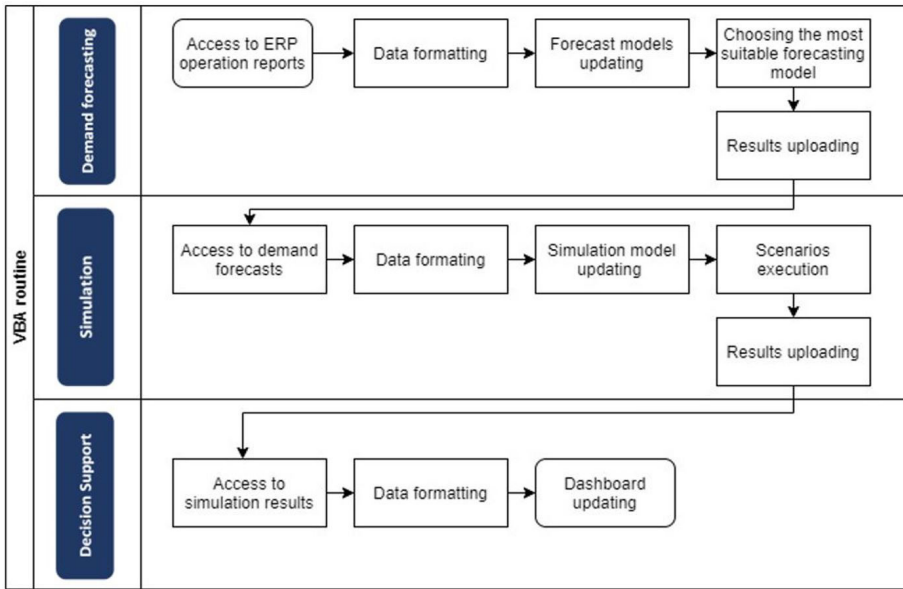 VBA routine
Demand forecasting
Access to ERP
operation reports
Data formatting
Forecast models
updating
Choosing the most
suitable forecasting
model
Results uploading
Simulation
Access to demand
forecasts
Data formating
Simulation model
updating
Scenarios
execution
Results uploading
Decision Support
Access to
simulation results
Data formatting
Dashboard
updating